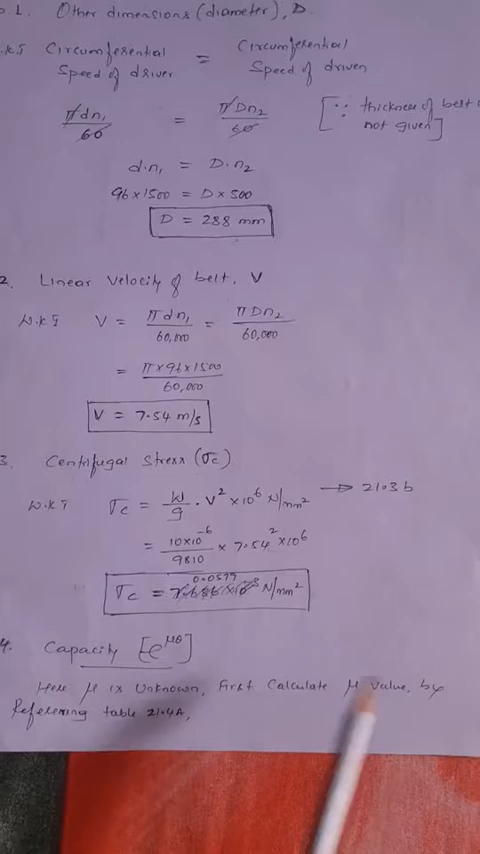 1. Other dimensions (diameter), D
W.K.T Circumferential Speed of driver = Circumferential Speed of driven
πdn₁/60 = πDn₂/60 [∵ thickness of belt not given]
d.n₁ = D.n₂
96×1500 = D×500
D = 288 mm
2. Linear Velocity of belt, V
W.K.T V = πdn₁/60,000 = πDn₂/60,000
= π×96×1500/60,000
V = 7.54 m/s
3. Centrifugal Stress (σc)
W.K.T σc = w/g . V² ×10⁶ N/mm² → 21.3b
= 10×10⁻⁶/9810 × 7.54² ×10⁶
σc = 0.0579 N/mm²
4. Capacity [e^μθ]
Here μ is Unknown, First Calculate μ value, by
Referening table 21.4A,